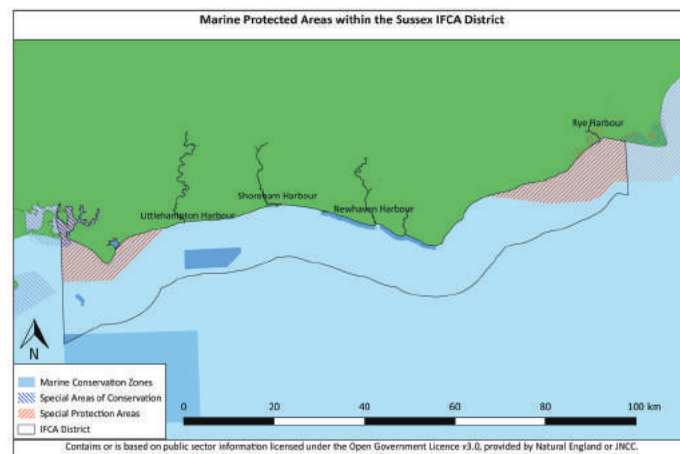 Marine Protected Areas within the Sussex IFCA District
Rye Harbour
Shoreham Harbour
Littlehampton Harbour
Newhaven Harbour
N
Marine Conservation Zones
Special Areas of Conservation
Special Protection Areas
IFCA District
0 20 40 60 80 100 km
Contains or is based on public sector information licensed under the Open Government Licence v3.0, provided by Natural England or JNCC.